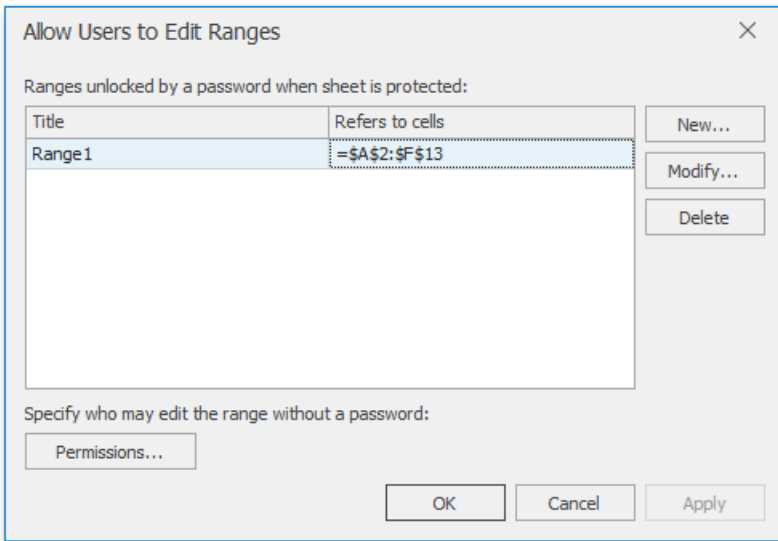 Allow Users to Edit Ranges
Ranges unlocked by a password when sheet is protected:
Title Refers to cells
Range1 =$A$2:$F$13
New...
Modify...
Delete
Specify who may edit the range without a password:
Permissions...
OK Cancel Apply